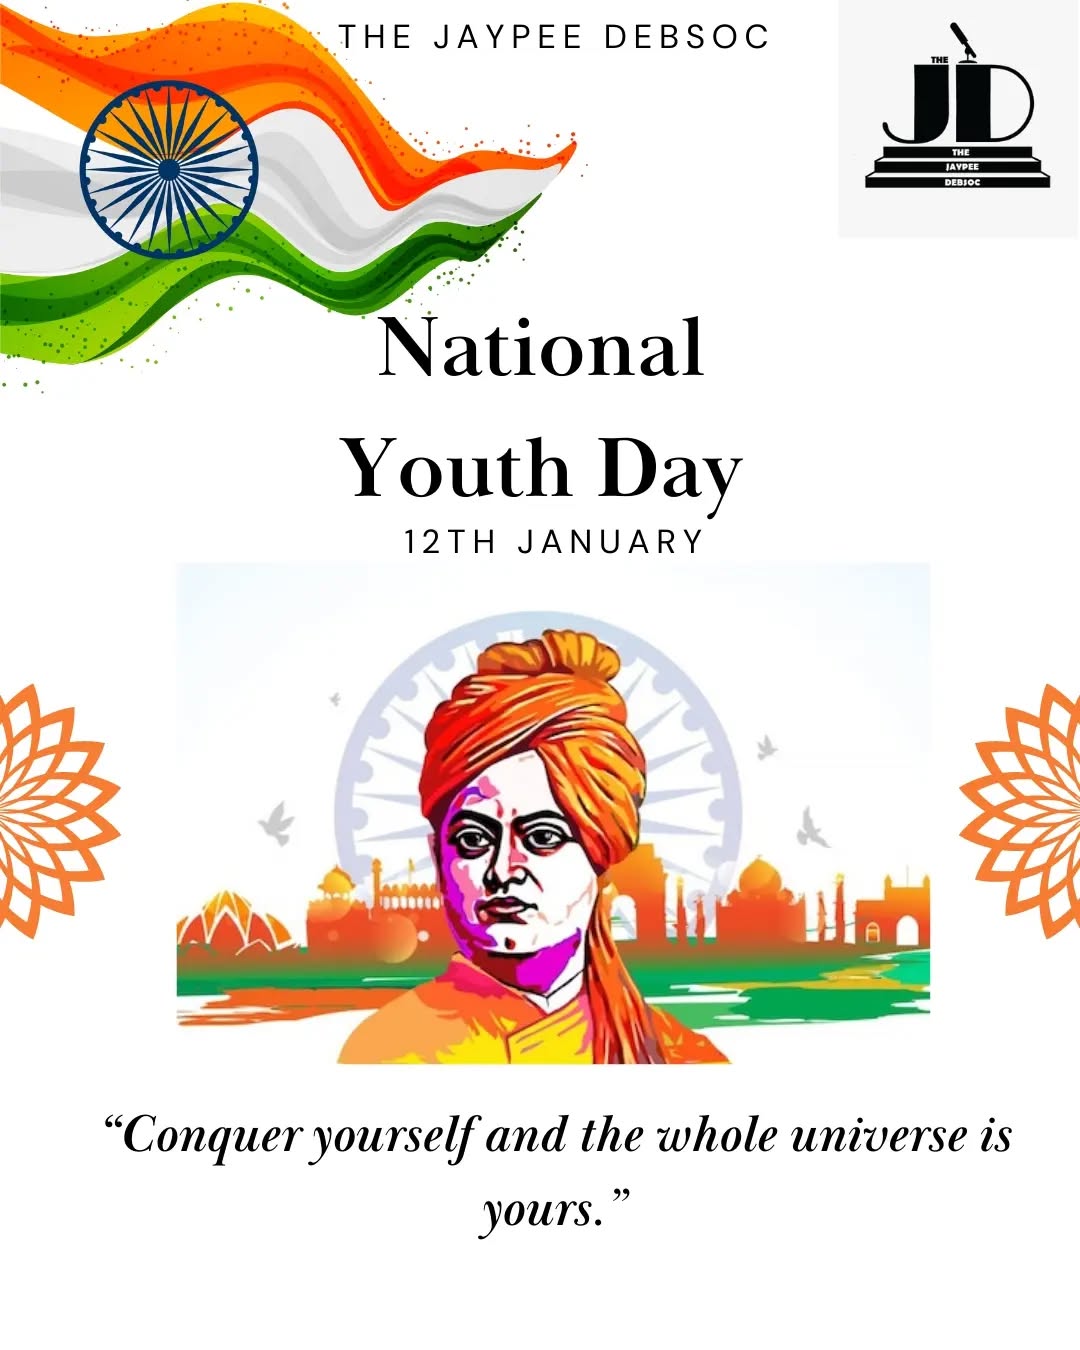 THE JAYPEE DEBSOC
THE
JD
THE
JAYPEE
DEBSOC
National
Youth Day
12TH JANUARY
“Conquer yourself and the whole universe is
yours.”